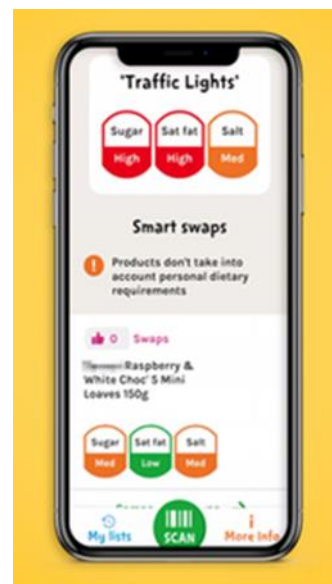 'Traffic Lights'
Sugar Sat fat Salt
High High Med
Smart swaps
! Products don't take into
account personal dietary
requirements
0 Swaps
Raspberry &
White Choc' 5 Mini
Loaves 150g
Sugar Sat fat Salt
Med Low Med
My lists SCAN More Info